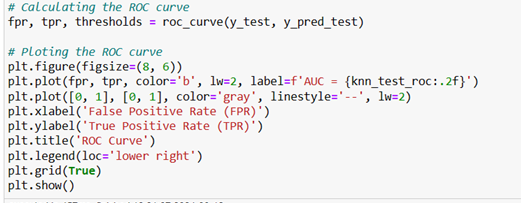 # Calculating the ROC curve
fpr, tpr, thresholds = roc_curve(y_test, y_pred_test)
# Ploting the ROC curve
plt.figure(figsize=(8, 6))
plt.plot(fpr, tpr, color='b', lw=2, label=f'AUC = {knn_test_roc:.2f}')
plt.plot([0, 1], [0, 1], color='gray', linestyle='--', lw=2)
plt.xlabel('False Positive Rate (FPR)')
plt.ylabel('True Positive Rate (TPR)')
plt.title('ROC Curve')
plt.legend(loc='lower right')
plt.grid(True)
plt.show()